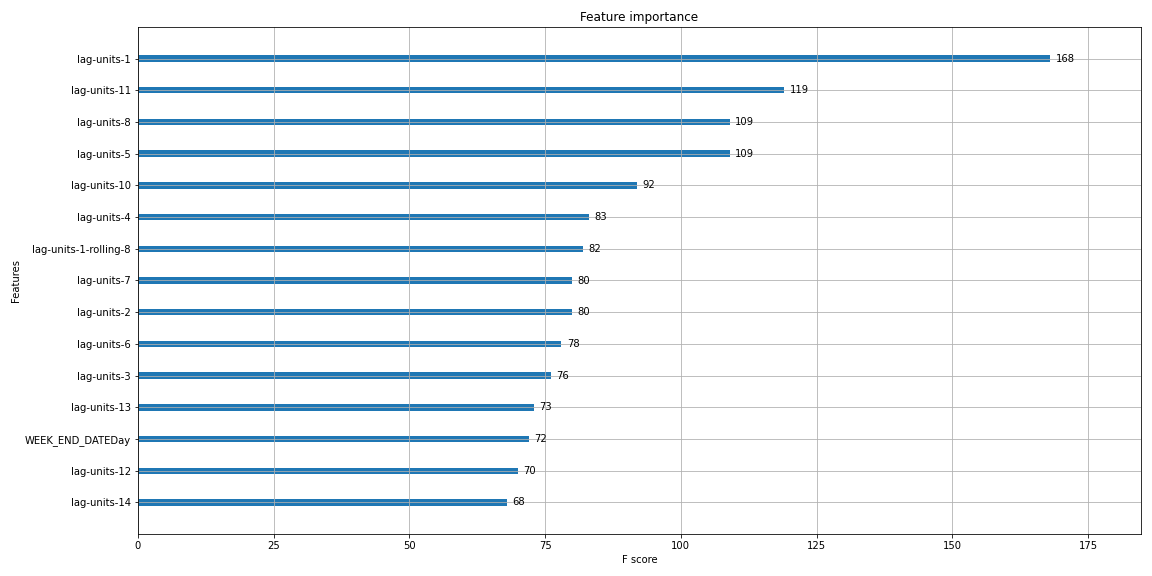 Feature importance
Features
lag-units-1 168
lag-units-11 119
lag-units-8 109
lag-units-5 109
lag-units-10 92
lag-units-4 83
lag-units-1-rolling-8 82
lag-units-7 80
lag-units-2 80
lag-units-6 78
lag-units-3 76
lag-units-13 73
WEEK_END_DATEDay 72
lag-units-12 70
lag-units-14 68
0 25 50 75 100 125 150 175
F score